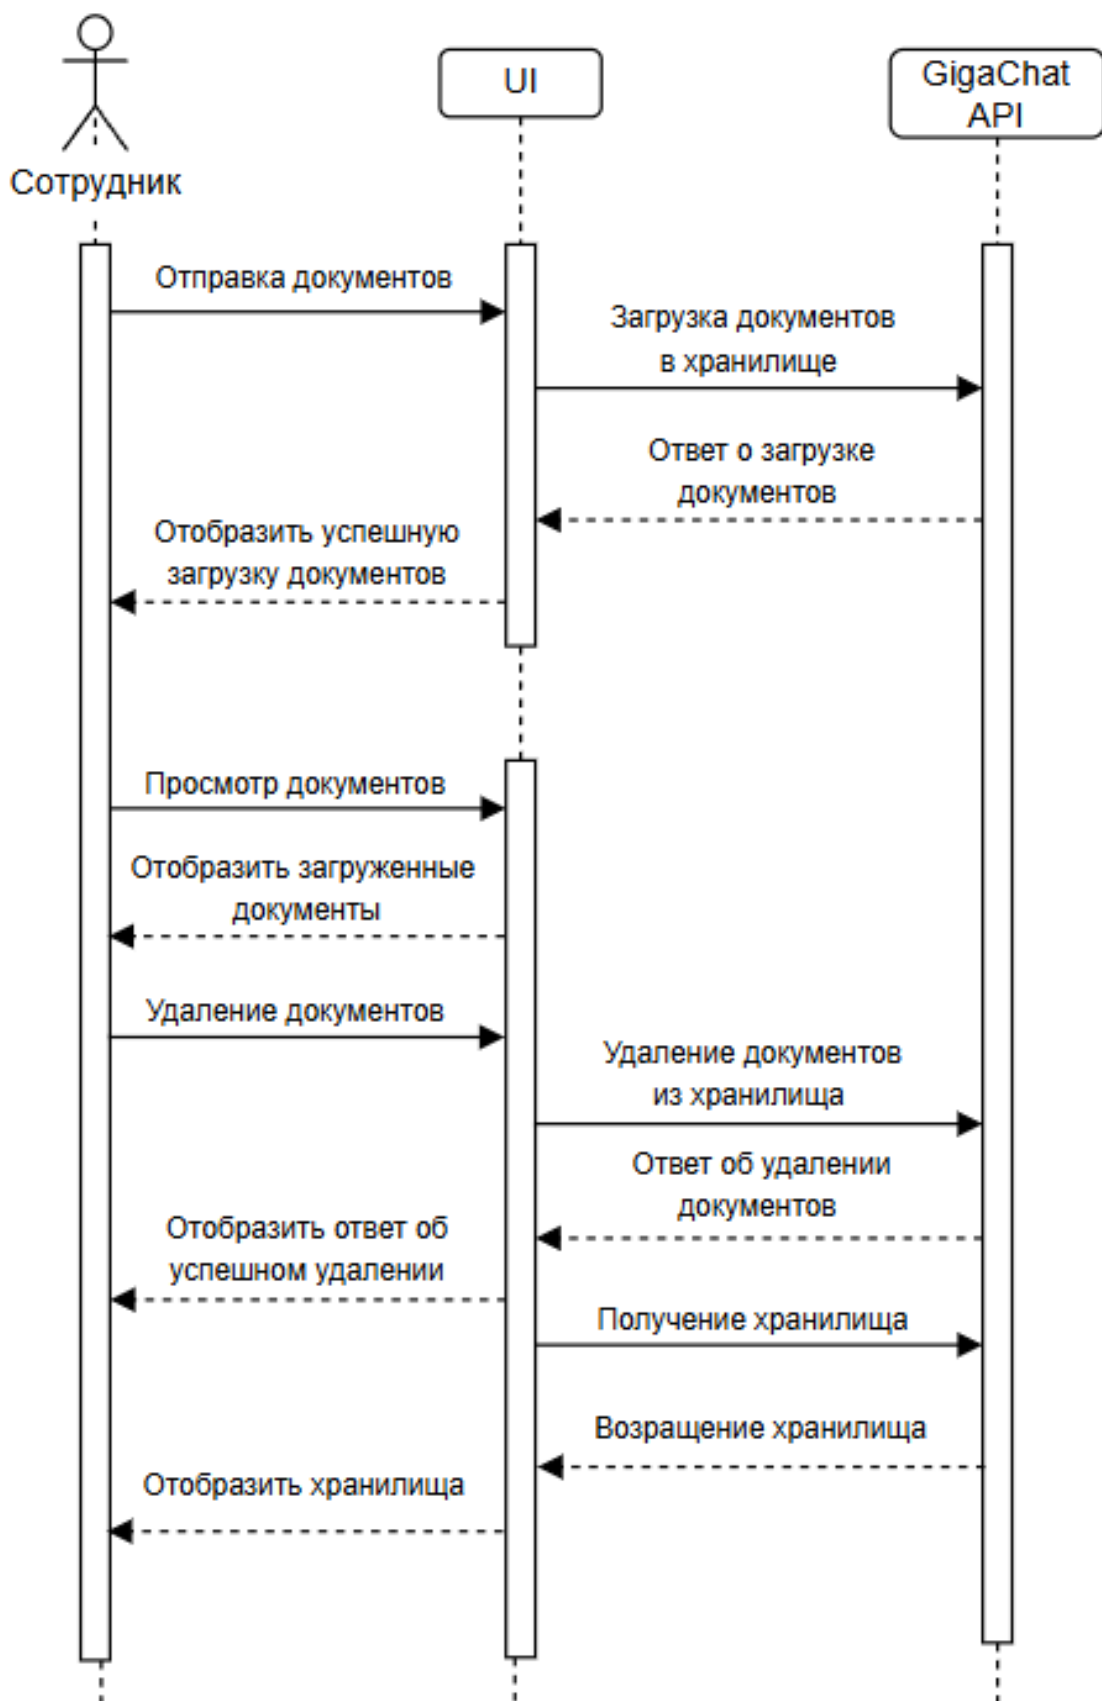 UI
GigaChat
API
Сотрудник
Отправка документов
Загрузка документов
в хранилище
Ответ о загрузке
документов
Отобразить успешную
загрузку документов
Просмотр документов
Отобразить загруженные
документы
Удаление документов
Удаление документов
из хранилища
Ответ об удалении
документов
Отобразить ответ об
успешном удалении
Получение хранилища
Возращение хранилища
Отобразить хранилища